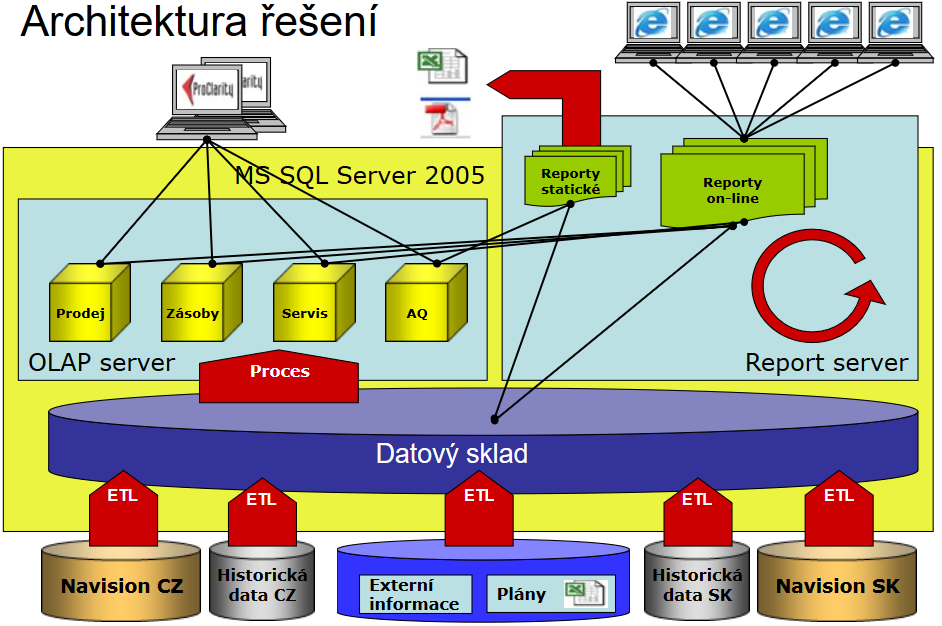 Architektura řešení
ProClarity
arity
MS SQL Server 2005
Reporty
statické
Reporty
on-line
Prodej
Zásoby
Servis
AQ
OLAP server
Proces
Report server
Datový sklad
ETL
ETL
ETL
ETL
ETL
Navision CZ
Historická
data CZ
Externí
informace
Plány
Historická
data SK
Navision SK